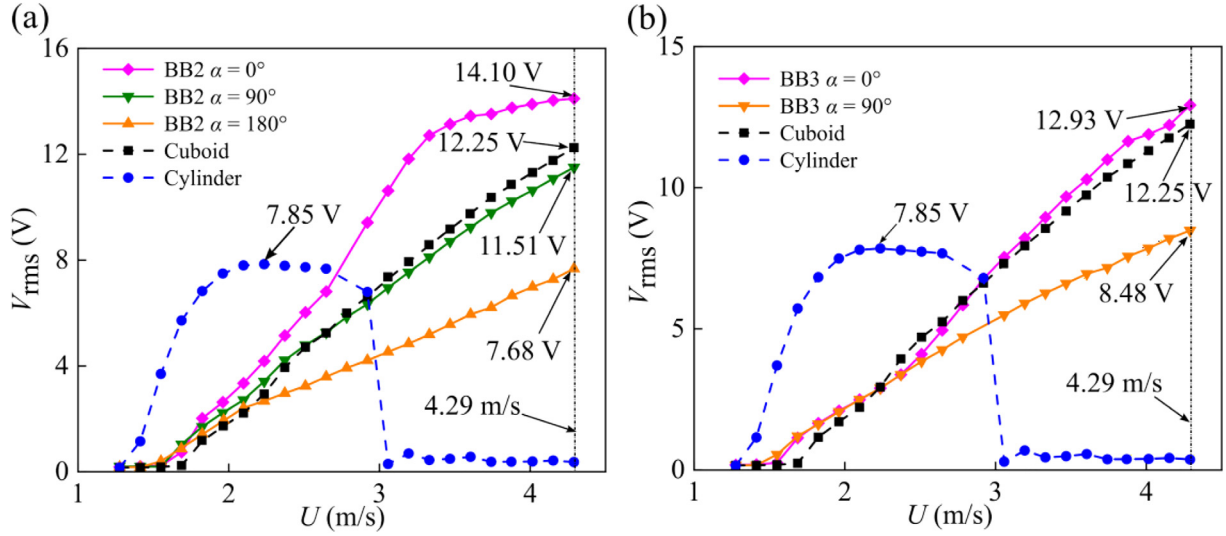 (a)
16
12
8
4
0
Vrms (V)
BB2 α = 0°
BB2 α = 90°
BB2 α = 180°
Cuboid
Cylinder
14.10 V
12.25 V
7.85 V
11.51 V
7.68 V
4.29 m/s
1 2 3 4
U (m/s)
(b)
15
10
5
0
Vrms (V)
BB3 α = 0°
BB3 α = 90°
Cuboid
Cylinder
12.93 V
12.25 V
7.85 V
8.48 V
4.29 m/s
1 2 3 4
U (m/s)